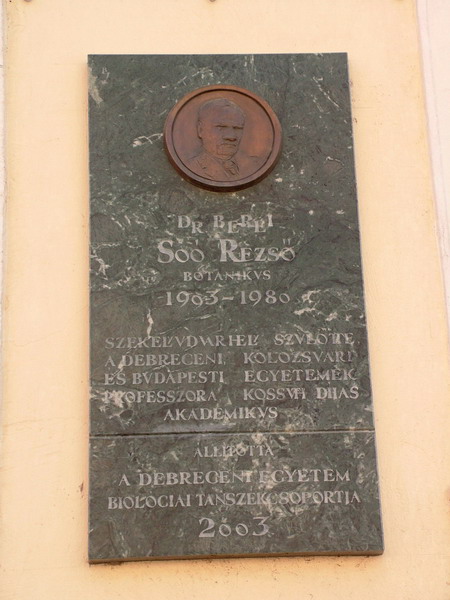 DR BEREI
SOÓ REZSŐ
BOTANIKVS
1903-1980
SZÉKELYVDVARHELY SZVLÖTTE
A DEBRECENI, KOLOZSVÁRI
ÉS BVDAPESTI EGYETEMEK
PROFESSZORA KOSSVTH DIJAS
AKADÉMIKVS
ÁLLÍTOTTA
A DEBRECENI EGYETEM
BIOLÓGIAI TANSZÉKCSOPORTJA
2003